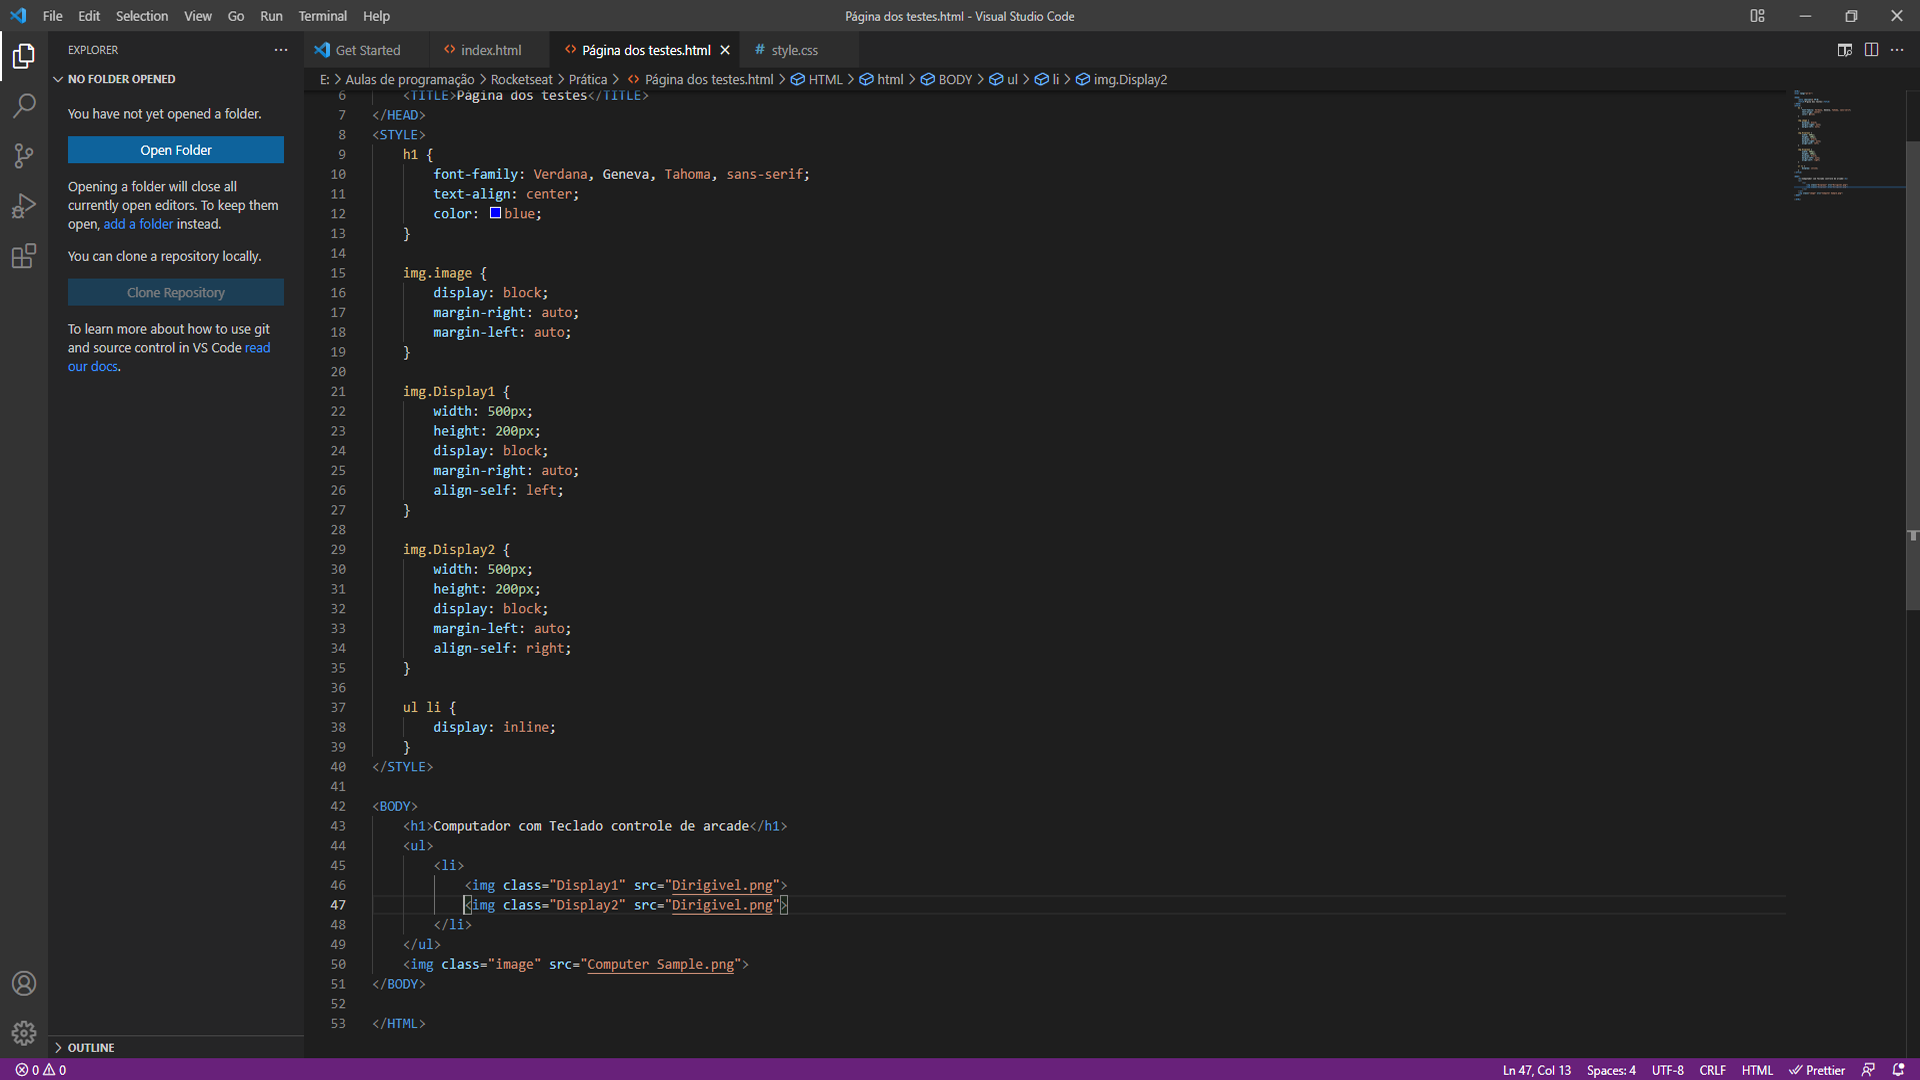 File Edit Selection View Go Run Terminal Help
Página dos testes.html - Visual Studio Code
EXPLORER
NO FOLDER OPENED
You have not yet opened a folder.
Open Folder
Opening a folder will close all
currently open editors. To keep them
open, add a folder instead.
You can clone a repository locally.
Clone Repository
To learn more about how to use git
and source control in VS Code read
our docs.
OUTLINE
Get Started index.html Página dos testes.html # style.css
E: > Aulas de programação > Rocketseat > Prática > Página dos testes.html > HTML > html > BODY > ul > li > img.Display2
6 <TITLE>Página dos testes</TITLE>
7 </HEAD>
8 <STYLE>
9 h1 {
10 font-family: Verdana, Geneva, Tahoma, sans-serif;
11 text-align: center;
12 color: blue;
13 }
14
15 img.image {
16 display: block;
17 margin-right: auto;
18 margin-left: auto;
19 }
20
21 img.Display1 {
22 width: 500px;
23 height: 200px;
24 display: block;
25 margin-right: auto;
26 align-self: left;
27 }
28
29 img.Display2 {
30 width: 500px;
31 height: 200px;
32 display: block;
33 margin-left: auto;
34 align-self: right;
35 }
36
37 ul li {
38 display: inline;
39 }
40 </STYLE>
41
42 <BODY>
43 <h1>Computador com Teclado controle de arcade</h1>
44 <ul>
45 <li>
46 <img class="Display1" src="Dirigivel.png">
47 <img class="Display2" src="Dirigivel.png">
48 </li>
49 </ul>
50 <img class="image" src="Computer Sample.png">
51 </BODY>
52
53 </HTML>
0 0
Ln 47, Col 13 Spaces: 4 UTF-8 CRLF HTML Prettier